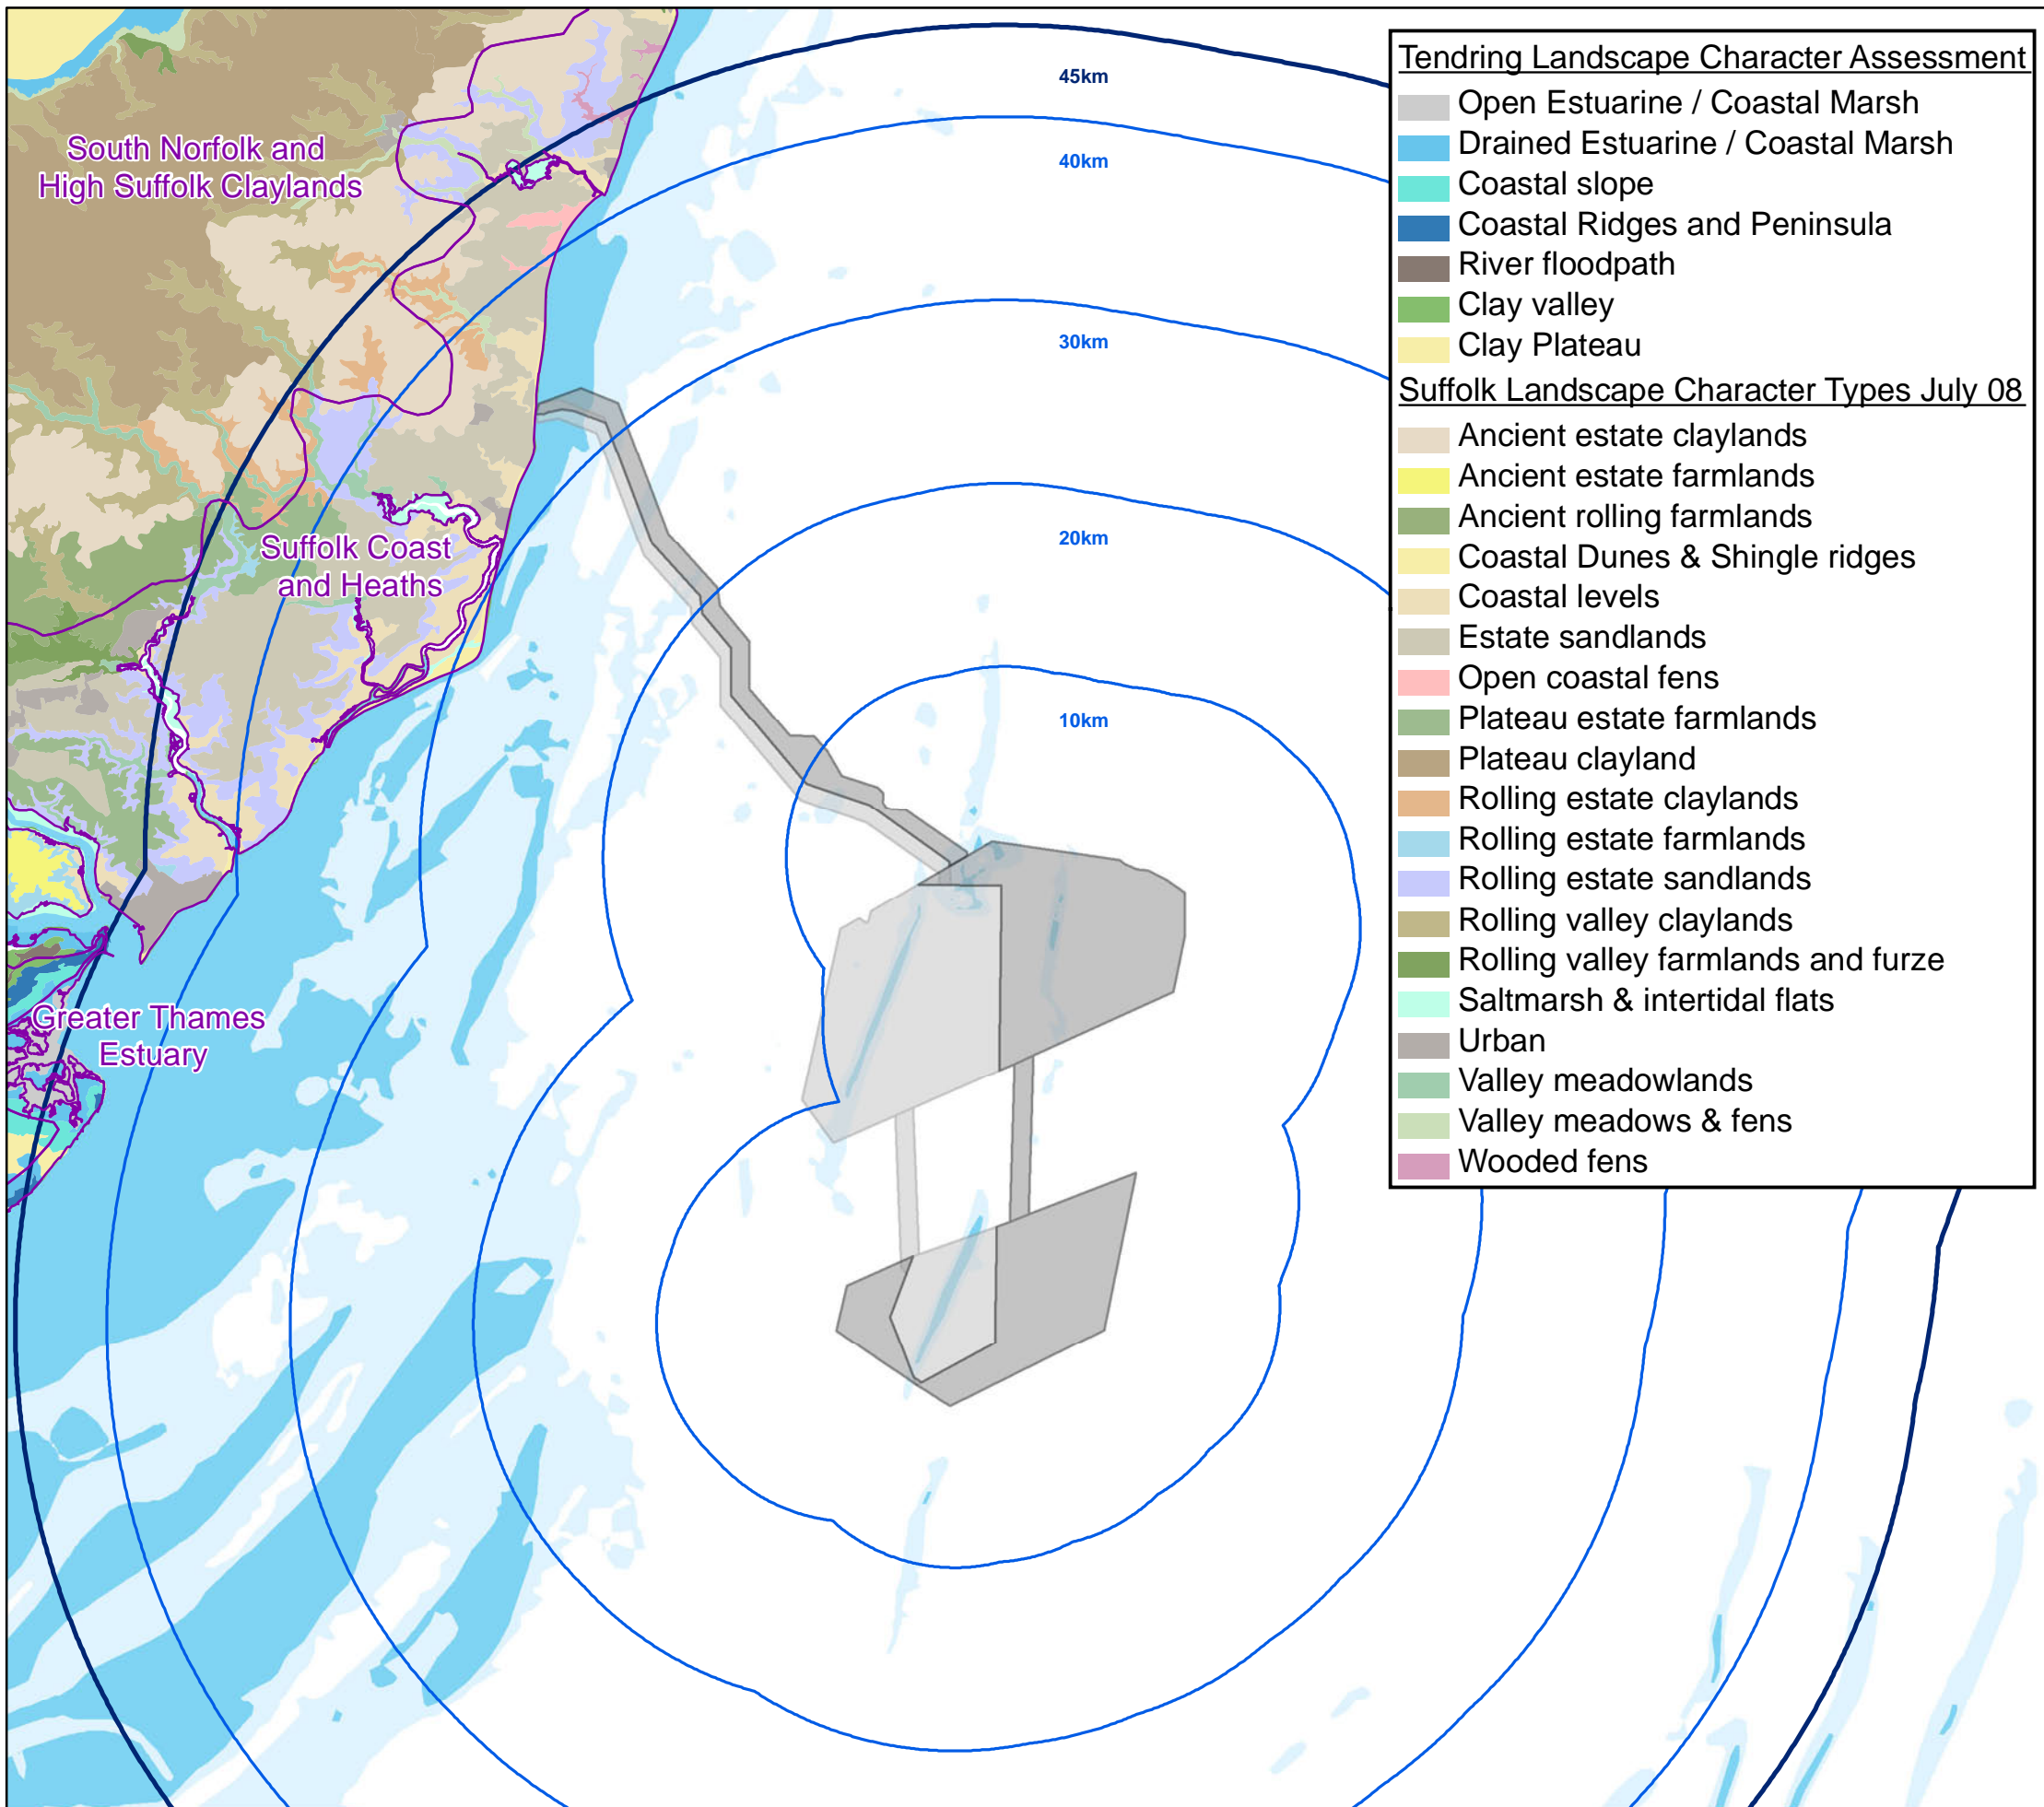 Tendring Landscape Character Assessment
Open Estuarine / Coastal Marsh
Drained Estuarine / Coastal Marsh
Coastal slope
Coastal Ridges and Peninsula
River floodpath
Clay valley
Clay Plateau
Suffolk Landscape Character Types July 08
Ancient estate claylands
Ancient estate farmlands
Ancient rolling farmlands
Coastal Dunes & Shingle ridges
Coastal levels
Estate sandlands
Open coastal fens
Plateau estate farmlands
Plateau clayland
Rolling estate claylands
Rolling estate farmlands
Rolling estate sandlands
Rolling valley claylands
Rolling valley farmlands and furze
Saltmarsh & intertidal flats
Urban
Valley meadowlands
Valley meadows & fens
Wooded fens
45km
40km
30km
20km
10km
South Norfolk and
High Suffolk Claylands
Suffolk Coast
and Heaths
Greater Thames
Estuary